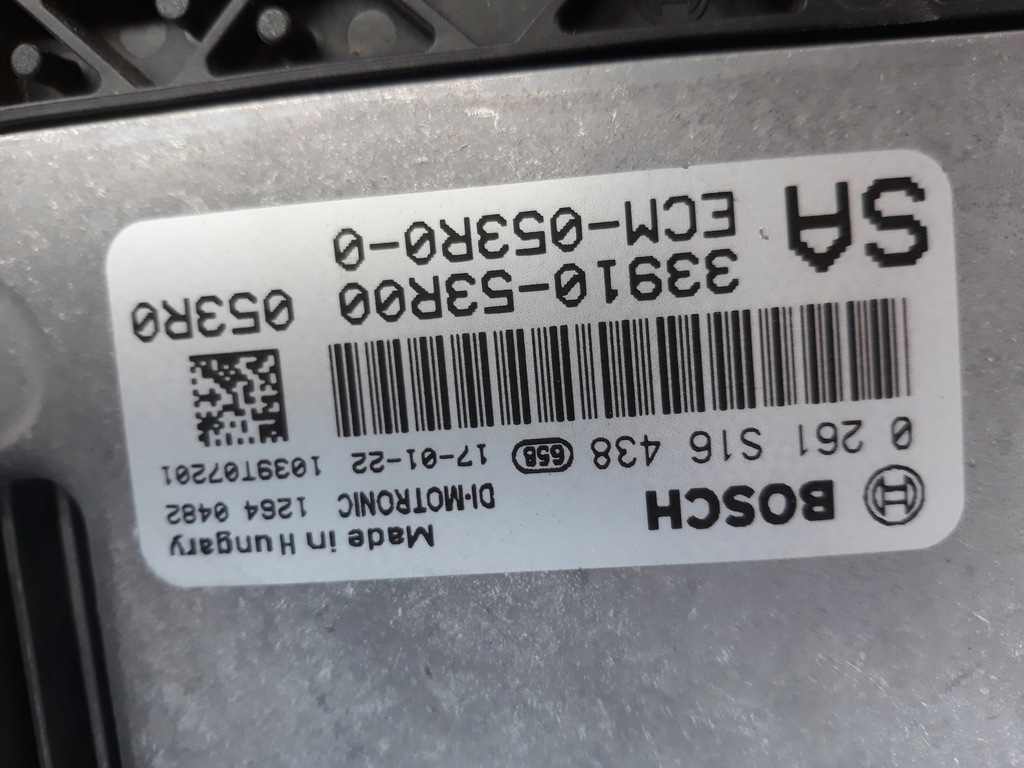 BOSCH
Made in Hungary
DI-MOTRONIC 1264 0482
0 261 S16 438 65B 17-01-22 1039T07201
33910-53R00 053R0
SA ECM-053R0-0